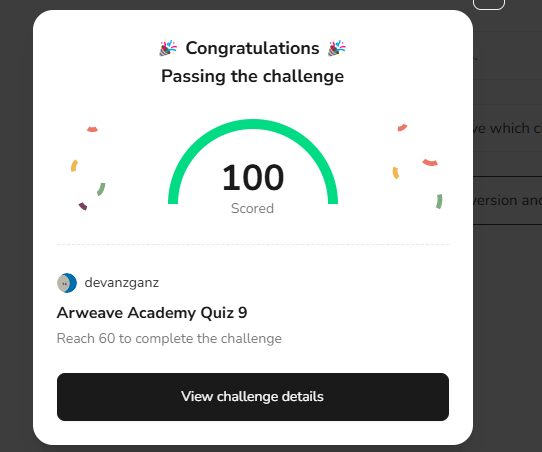 🎉 Congratulations 🎉
Passing the challenge
100
Scored
devanzganz
Arweave Academy Quiz 9
Reach 60 to complete the challenge
View challenge details
ve which
ersion and